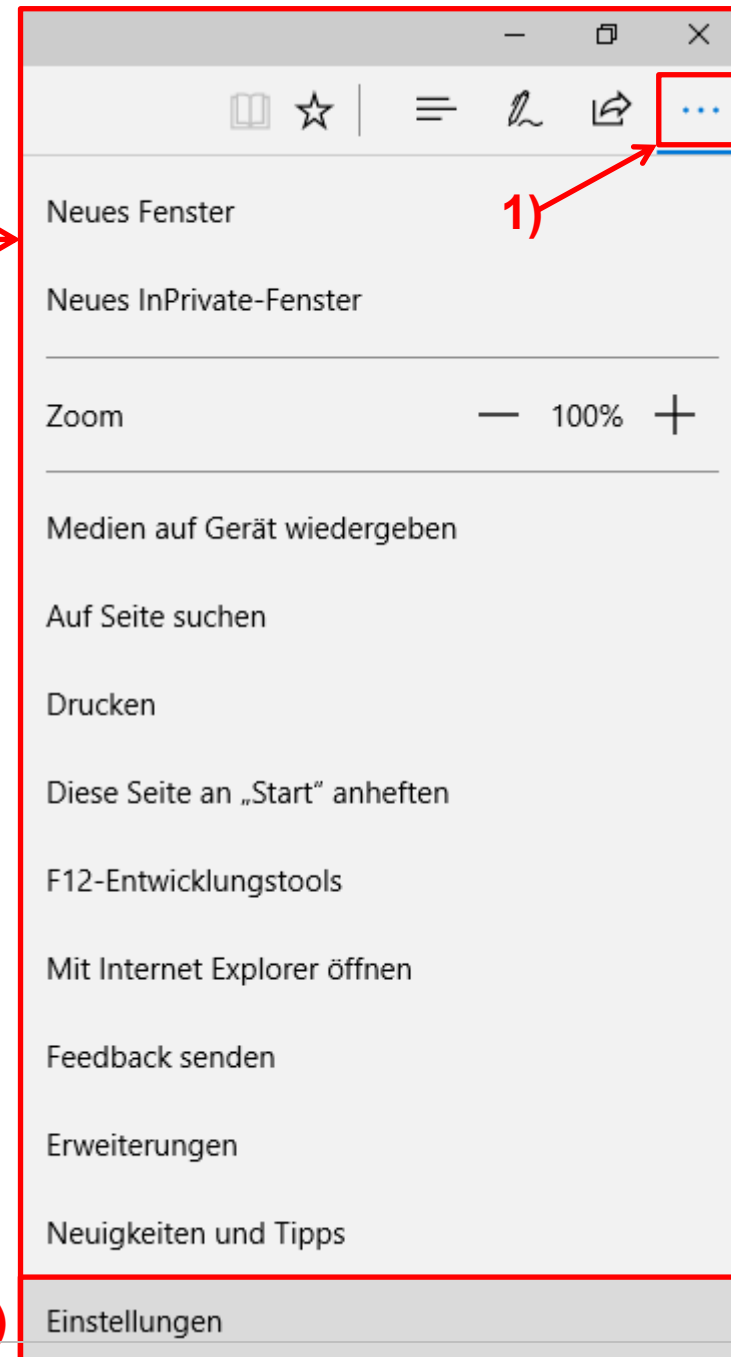 1)
Neues Fenster
Neues InPrivate-Fenster
Zoom — 100% +
Medien auf Gerät wiedergeben
Auf Seite suchen
Drucken
Diese Seite an „Start“ anheften
F12-Entwicklungstools
Mit Internet Explorer öffnen
Feedback senden
Erweiterungen
Neuigkeiten und Tipps
)
Einstellungen